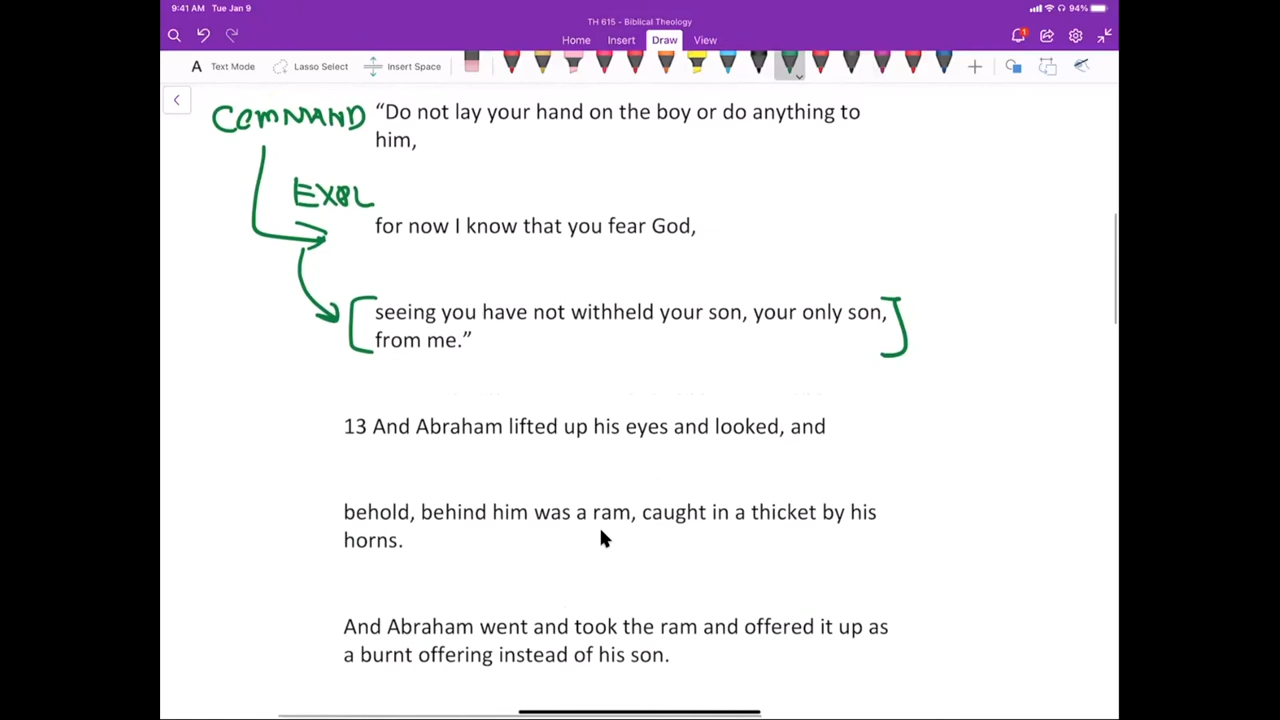 9:41 AM Tue Jan 9
94%
TH 615 - Biblical Theology
Home Insert Draw View
1
A Text Mode Lasso Select Insert Space
COMMAND “Do not lay your hand on the boy or do anything to
him,
EXPL
for now I know that you fear God,
seeing you have not withheld your son, your only son,
from me.”
13 And Abraham lifted up his eyes and looked, and
behold, behind him was a ram, caught in a thicket by his
horns.
And Abraham went and took the ram and offered it up as
a burnt offering instead of his son.